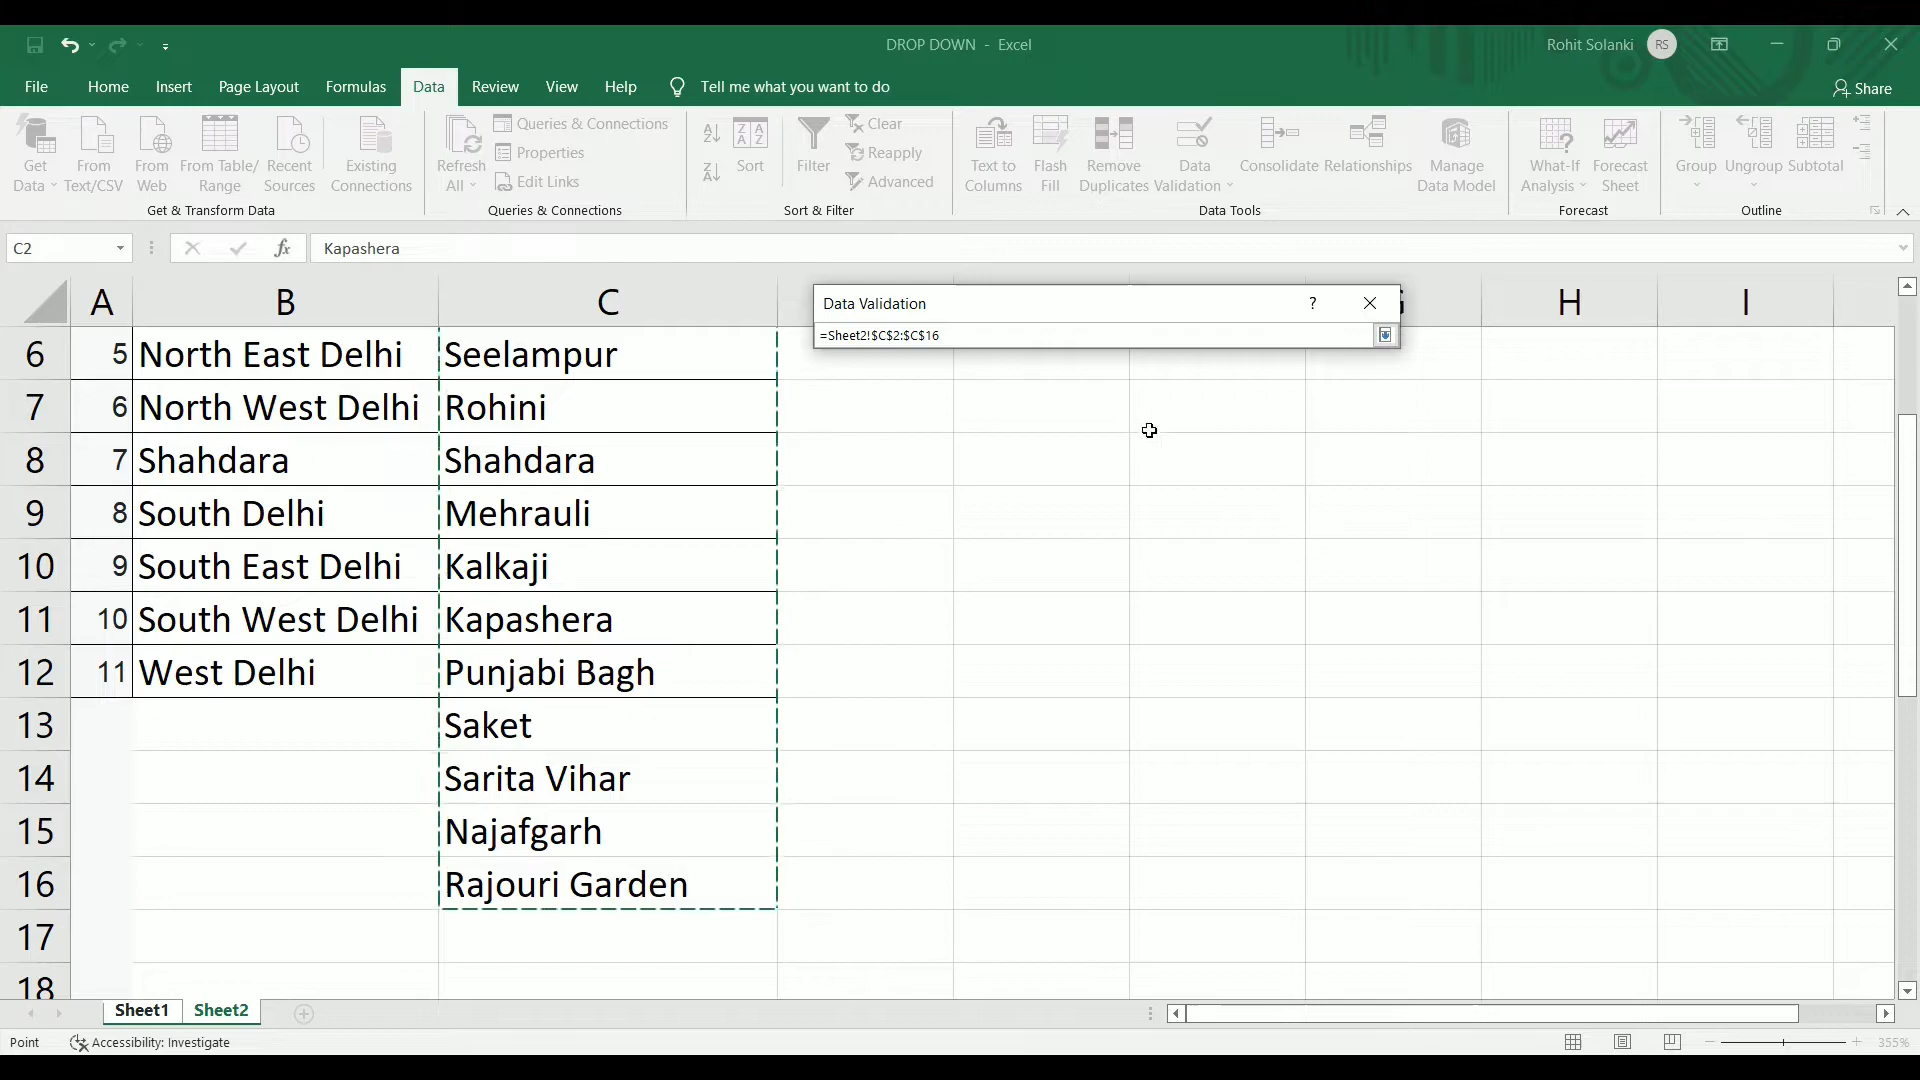 DROP DOWN - Excel
Rohit Solanki RS
File Home Insert Page Layout Formulas Data Review View Help Tell me what you want to do Share
Get Data From Text/CSV From Web From Table/ Range Recent Sources Existing Connections
Get & Transform Data
Refresh All Queries & Connections Properties Edit Links
Queries & Connections
Sort Filter Clear Reapply Advanced
Sort & Filter
Text to Columns Flash Fill Remove Duplicates Data Validation Consolidate Relationships Manage Data Model
Data Tools
What-If Analysis Forecast Sheet
Forecast
Group Ungroup Subtotal
Outline
C2 fx Kapashera
A B C G H I
Data Validation ?
=Sheet2!$C$2:$C$16
6 5 North East Delhi Seelampur
7 6 North West Delhi Rohini
8 7 Shahdara Shahdara
9 8 South Delhi Mehrauli
10 9 South East Delhi Kalkaji
11 10 South West Delhi Kapashera
12 11 West Delhi Punjabi Bagh
13 Saket
14 Sarita Vihar
15 Najafgarh
16 Rajouri Garden
17
18
Sheet1 Sheet2
Point Accessibility: Investigate 355%